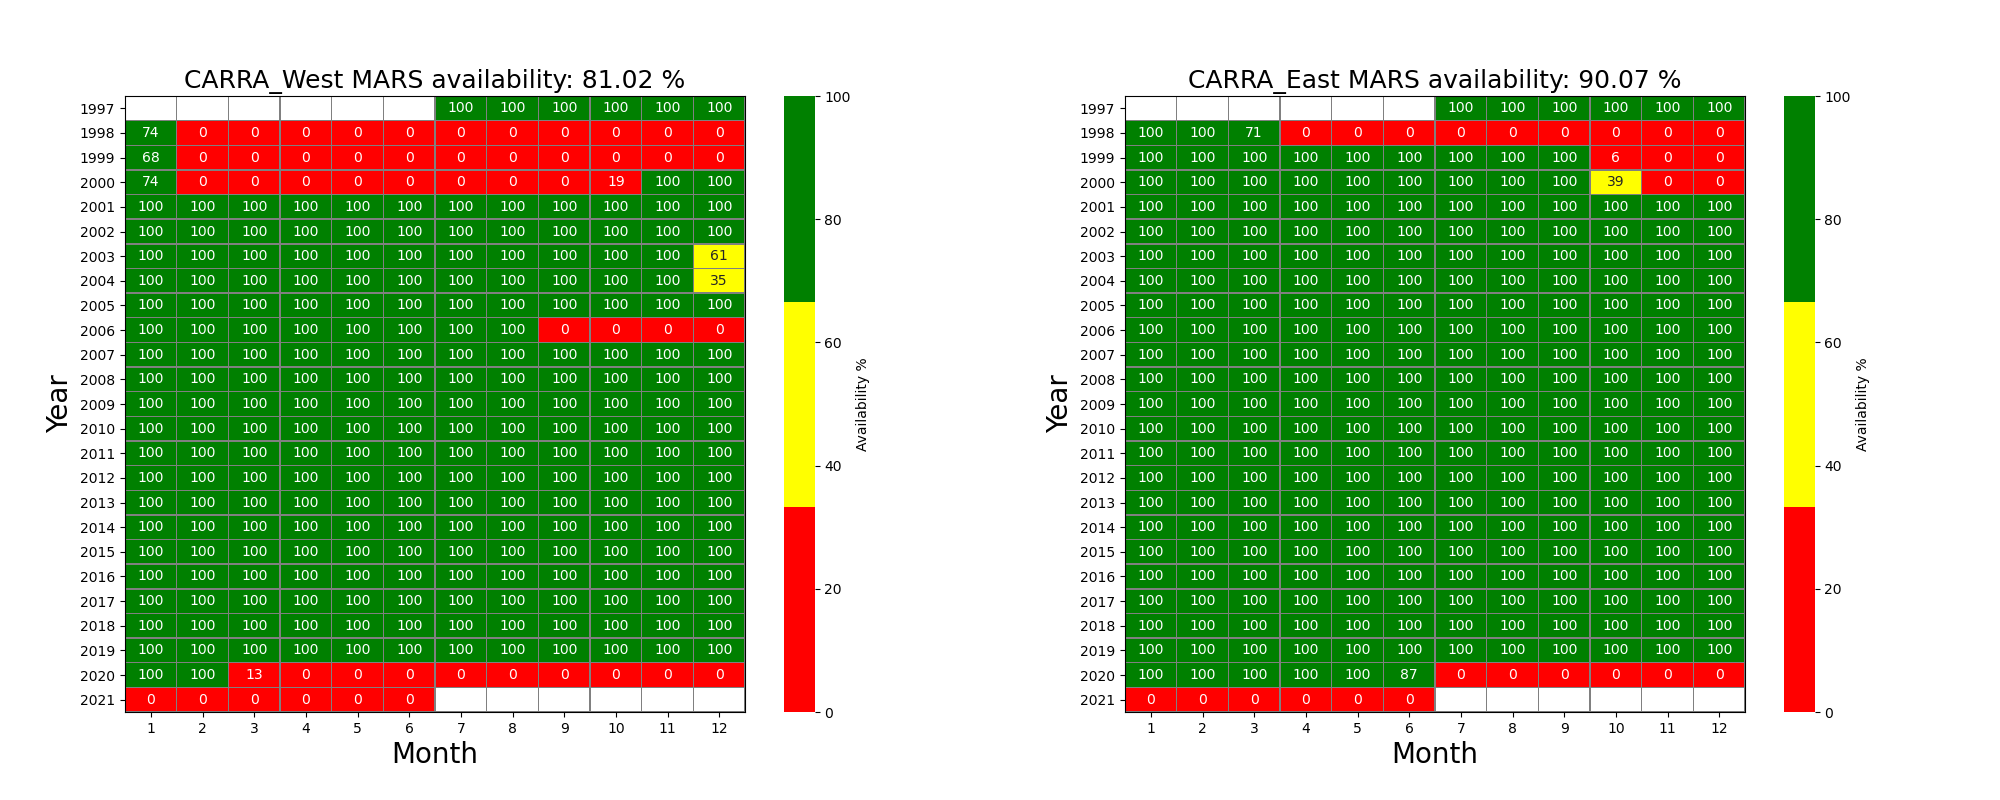 CARRA_West MARS availability: 81.02 %
1997 100 100 100 100 100 100
1998 74 0 0 0 0 0 0 0 0 0 0 0
1999 68 0 0 0 0 0 0 0 0 0 0 0
2000 74 0 0 0 0 0 0 0 0 19 100 100
2001 100 100 100 100 100 100 100 100 100 100 100 100
2002 100 100 100 100 100 100 100 100 100 100 100 100
2003 100 100 100 100 100 100 100 100 100 100 100 61
2004 100 100 100 100 100 100 100 100 100 100 100 35
2005 100 100 100 100 100 100 100 100 100 100 100 100
2006 100 100 100 100 100 100 100 100 0 0 0 0
2007 100 100 100 100 100 100 100 100 100 100 100 100
2008 100 100 100 100 100 100 100 100 100 100 100 100
2009 100 100 100 100 100 100 100 100 100 100 100 100
2010 100 100 100 100 100 100 100 100 100 100 100 100
2011 100 100 100 100 100 100 100 100 100 100 100 100
2012 100 100 100 100 100 100 100 100 100 100 100 100
2013 100 100 100 100 100 100 100 100 100 100 100 100
2014 100 100 100 100 100 100 100 100 100 100 100 100
2015 100 100 100 100 100 100 100 100 100 100 100 100
2016 100 100 100 100 100 100 100 100 100 100 100 100
2017 100 100 100 100 100 100 100 100 100 100 100 100
2018 100 100 100 100 100 100 100 100 100 100 100 100
2019 100 100 100 100 100 100 100 100 100 100 100 100
2020 100 100 13 0 0 0 0 0 0 0 0 0
2021 0 0 0 0 0 0
1 2 3 4 5 6 7 8 9 10 11 12
Month
Year
100
80
60
40
20
0
Availability %
CARRA_East MARS availability: 90.07 %
1997 100 100 100 100 100 100
1998 100 100 71 0 0 0 0 0 0 0 0 0
1999 100 100 100 100 100 100 100 100 100 6 0 0
2000 100 100 100 100 100 100 100 100 100 39 0 0
2001 100 100 100 100 100 100 100 100 100 100 100 100
2002 100 100 100 100 100 100 100 100 100 100 100 100
2003 100 100 100 100 100 100 100 100 100 100 100 100
2004 100 100 100 100 100 100 100 100 100 100 100 100
2005 100 100 100 100 100 100 100 100 100 100 100 100
2006 100 100 100 100 100 100 100 100 100 100 100 100
2007 100 100 100 100 100 100 100 100 100 100 100 100
2008 100 100 100 100 100 100 100 100 100 100 100 100
2009 100 100 100 100 100 100 100 100 100 100 100 100
2010 100 100 100 100 100 100 100 100 100 100 100 100
2011 100 100 100 100 100 100 100 100 100 100 100 100
2012 100 100 100 100 100 100 100 100 100 100 100 100
2013 100 100 100 100 100 100 100 100 100 100 100 100
2014 100 100 100 100 100 100 100 100 100 100 100 100
2015 100 100 100 100 100 100 100 100 100 100 100 100
2016 100 100 100 100 100 100 100 100 100 100 100 100
2017 100 100 100 100 100 100 100 100 100 100 100 100
2018 100 100 100 100 100 100 100 100 100 100 100 100
2019 100 100 100 100 100 100 100 100 100 100 100 100
2020 100 100 100 100 100 87 0 0 0 0 0 0
2021 0 0 0 0 0 0
1 2 3 4 5 6 7 8 9 10 11 12
Month
Year
100
80
60
40
20
0
Availability %